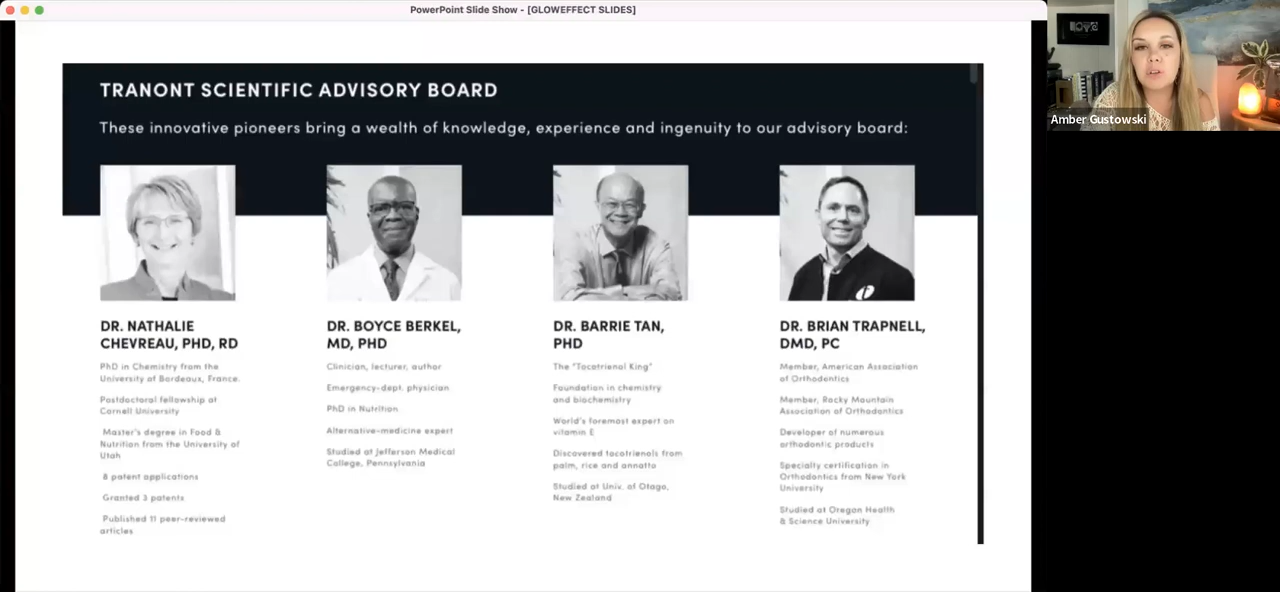 PowerPoint Slide Show - [GLOWEFFECT SLIDES]
TRANONT SCIENTIFIC ADVISORY BOARD
These innovative pioneers bring a wealth of knowledge, experience and ingenuity to our advisory board:
DR. NATHALIE
CHEVREAU, PHD, RD
PhD in Chemistry from the
University of Bordeaux, France.
Postdoctoral fellowship at
Cornell University
Master's degree in Food &
Nutrition from the University of
Utah
8 patent applications
Granted 3 patents
Published 11 peer-reviewed
articles
DR. BOYCE BERKEL,
MD, PHD
Clinician, lecturer, author
Emergency-dept. physician
PhD in Nutrition
Alternative-medicine expert
Studied at Jefferson Medical
College, Pennsylvania
DR. BARRIE TAN,
PHD
The "Tocotrienol King"
Foundation in chemistry
and biochemistry
World's foremost expert on
vitamin E
Discovered tocotrienols from
palm, rice and annatto
Studied at Univ. of Otago,
New Zealand
DR. BRIAN TRAPNELL,
DMD, PC
Member, American Association
of Orthodontics
Member, Rocky Mountain
Association of Orthodontics
Developer of numerous
orthodontic products
Specialty certification in
Orthodontics from New York
University
Studied at Oregon Health
& Science University
Amber Gustowski